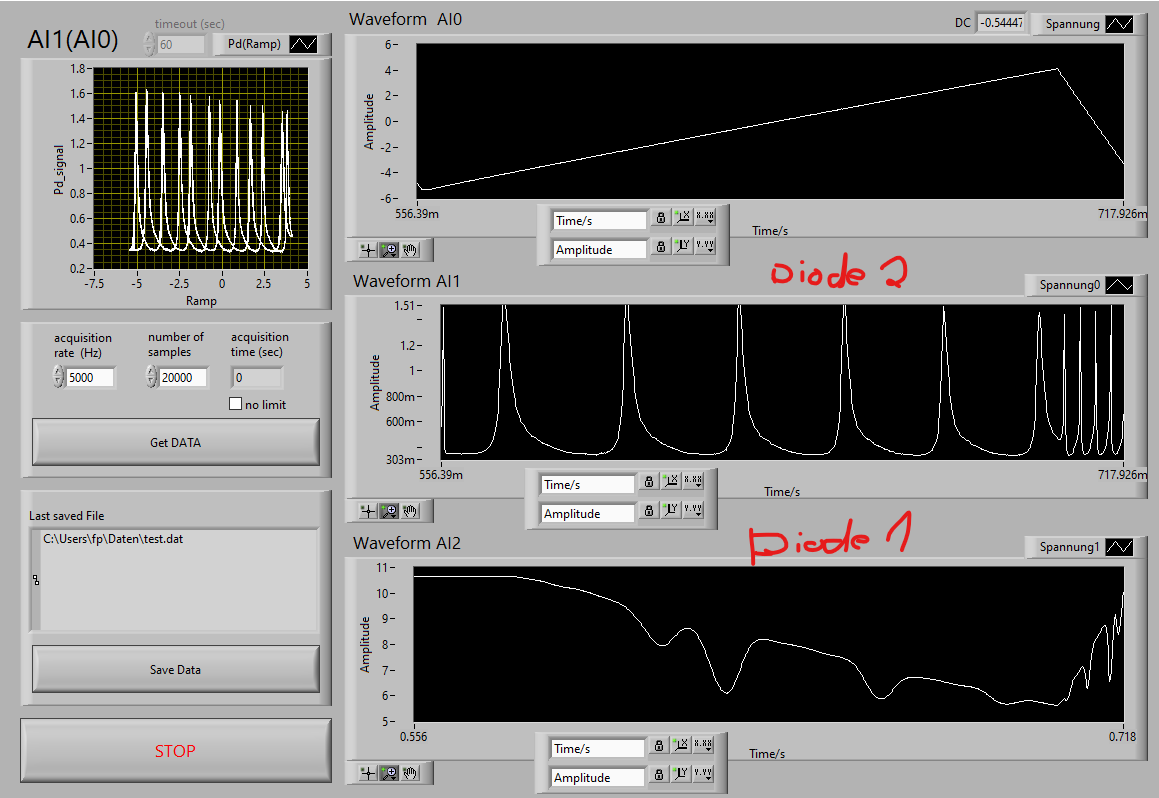 AI1(AI0)
timeout (sec)
60
Pd(Ramp)
Pd_signal
1.8
1.6
1.4
1.2
1
0.8
0.6
0.4
0.2
-7.5
-5
-2.5
0
2.5
5
Ramp
acquisition rate (Hz)
5000
number of samples
20000
acquisition time (sec)
0
no limit
Get DATA
Last saved File
C:\Users\fp\Daten\test.dat
Save Data
STOP
Waveform AI0
DC
-0.54447
Spannung
Amplitude
6
4
2
0
-2
-4
-6
556.39m
717.926m
Time/s
Time/s
X.XX
Amplitude
Y.YY
Diode 2
Waveform AI1
Spannung0
Amplitude
1.51
1.2
1
800m
600m
303m
556.39m
717.926m
Time/s
Time/s
X.XX
Amplitude
Y.YY
Diode 1
Waveform AI2
Spannung1
Amplitude
11
10
9
8
7
6
5
0.556
0.718
Time/s
Time/s
X.XX
Amplitude
Y.YY